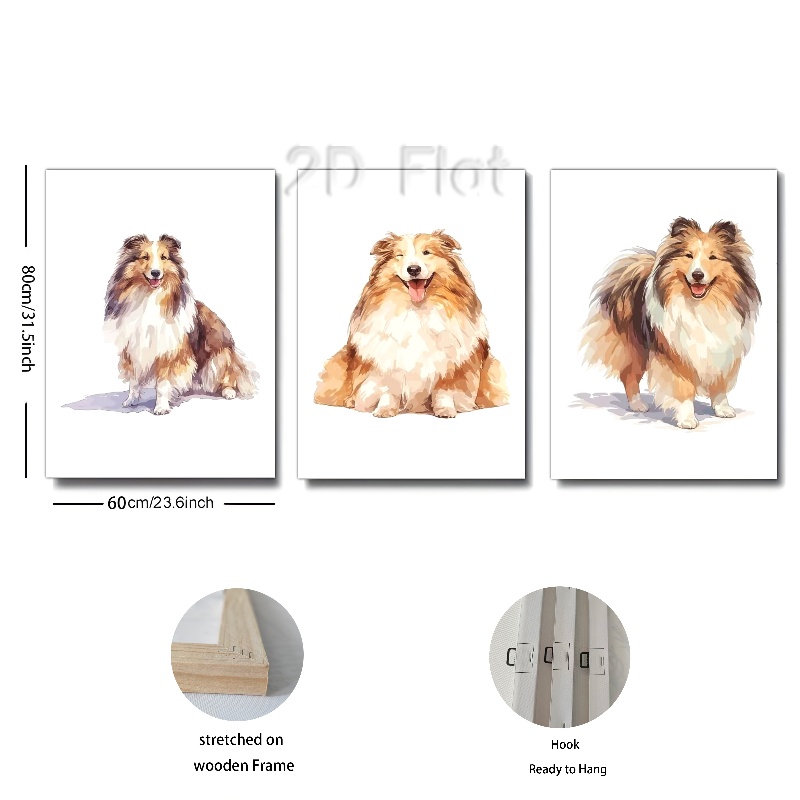 2D Flat
80cm/31.5inch
60cm/23.6inch
stretched on
wooden Frame
Hook
Ready to Hang